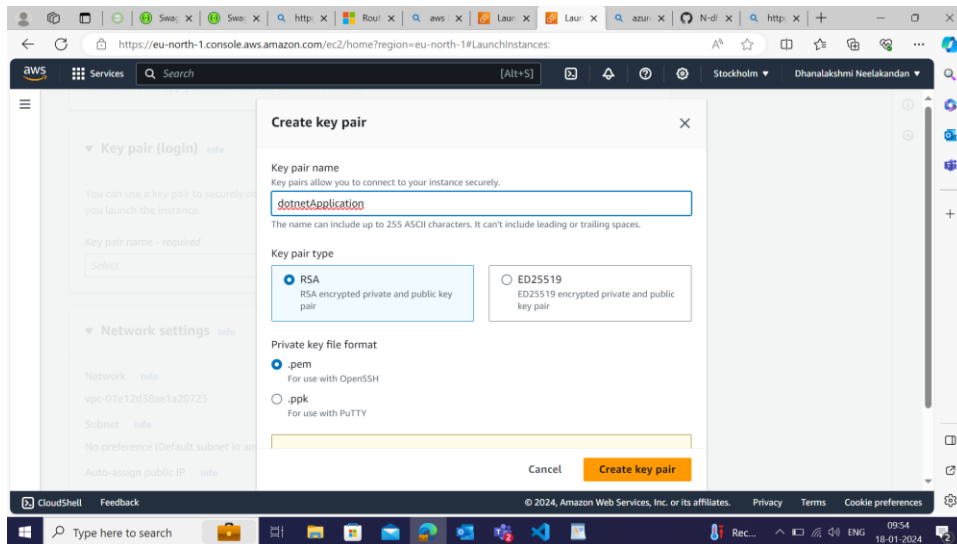 Swag
Swag
http:
Rout
aws
Laun
Laun
azur
N-dl
http:
https://eu-north-1.console.aws.amazon.com/ec2/home?region=eu-north-1#LaunchInstances:
aws
Services
Search
[Alt+S]
Stockholm ▼
Dhanalakshmi Neelakandan ▼
Create key pair
Key pair (login) Info
Key pair name
Key pairs allow you to connect to your instance securely.
You can use a key pair to securely co
you launch the instance.
dotnetApplication
The name can include up to 255 ASCII characters. It can't include leading or trailing spaces.
Key pair name - required
Select
Key pair type
RSA
RSA encrypted private and public key
pair
ED25519
ED25519 encrypted private and public
key pair
Network settings Info
Private key file format
.pem
For use with OpenSSH
.ppk
For use with PuTTY
Network Info
vpc-01e12d38ae1a20723
Subnet Info
No preference (Default subnet in an
Auto-assign public IP Info
Cancel
Create key pair
CloudShell
Feedback
© 2024, Amazon Web Services, Inc. or its affiliates.
Privacy
Terms
Cookie preferences
Type here to search
Rec...
ENG
09:54
18-01-2024